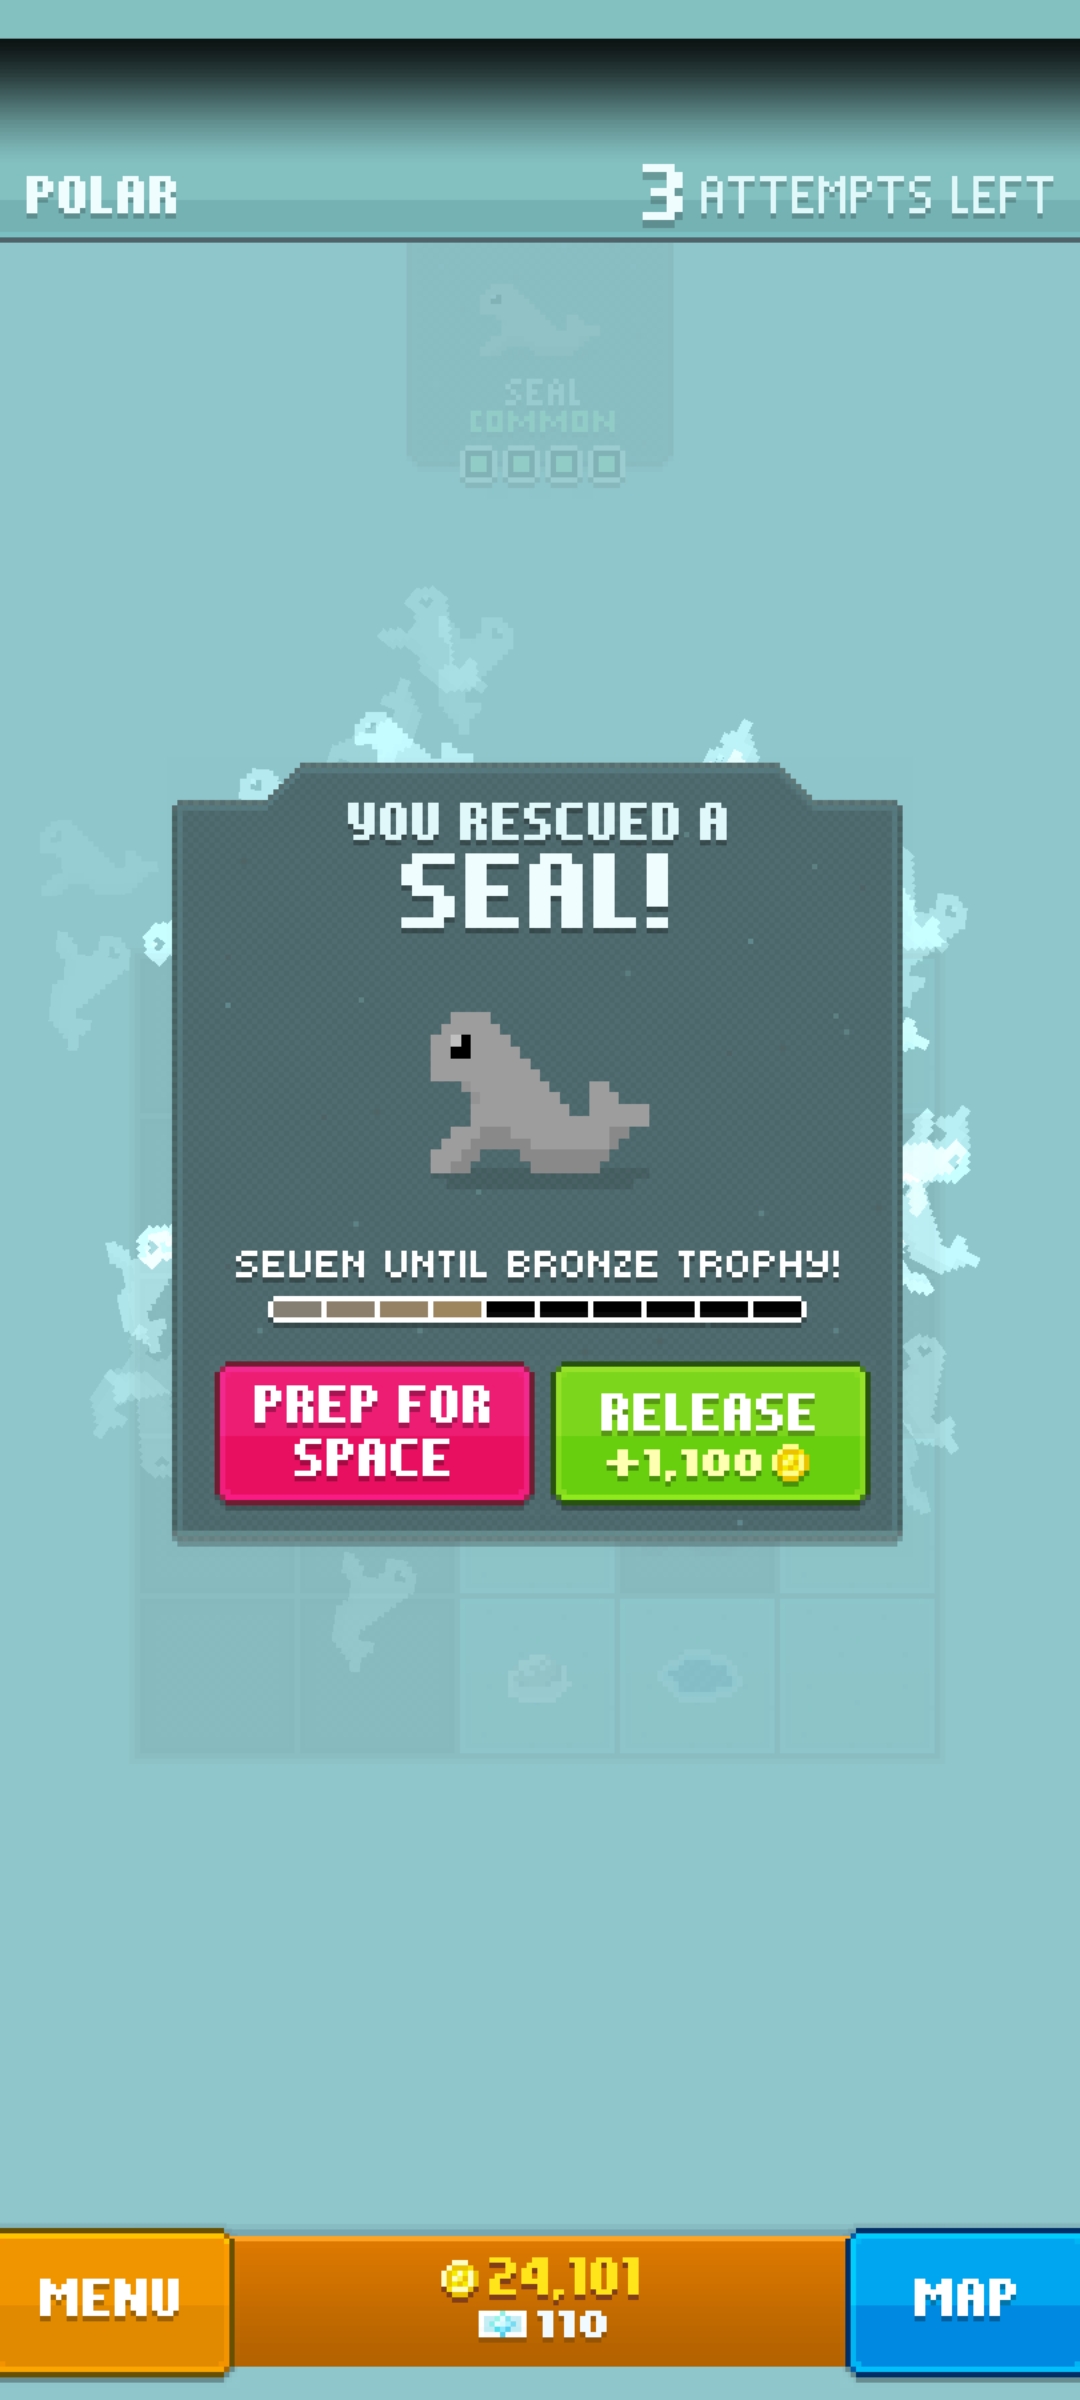 POLAR
3 ATTEMPTS LEFT
SEAL
COMMON
YOU RESCUED A
SEAL!
SEVEN UNTIL BRONZE TROPHY!
PREP FOR
SPACE
RELEASE
+1,100
MENU
24,101
110
MAP